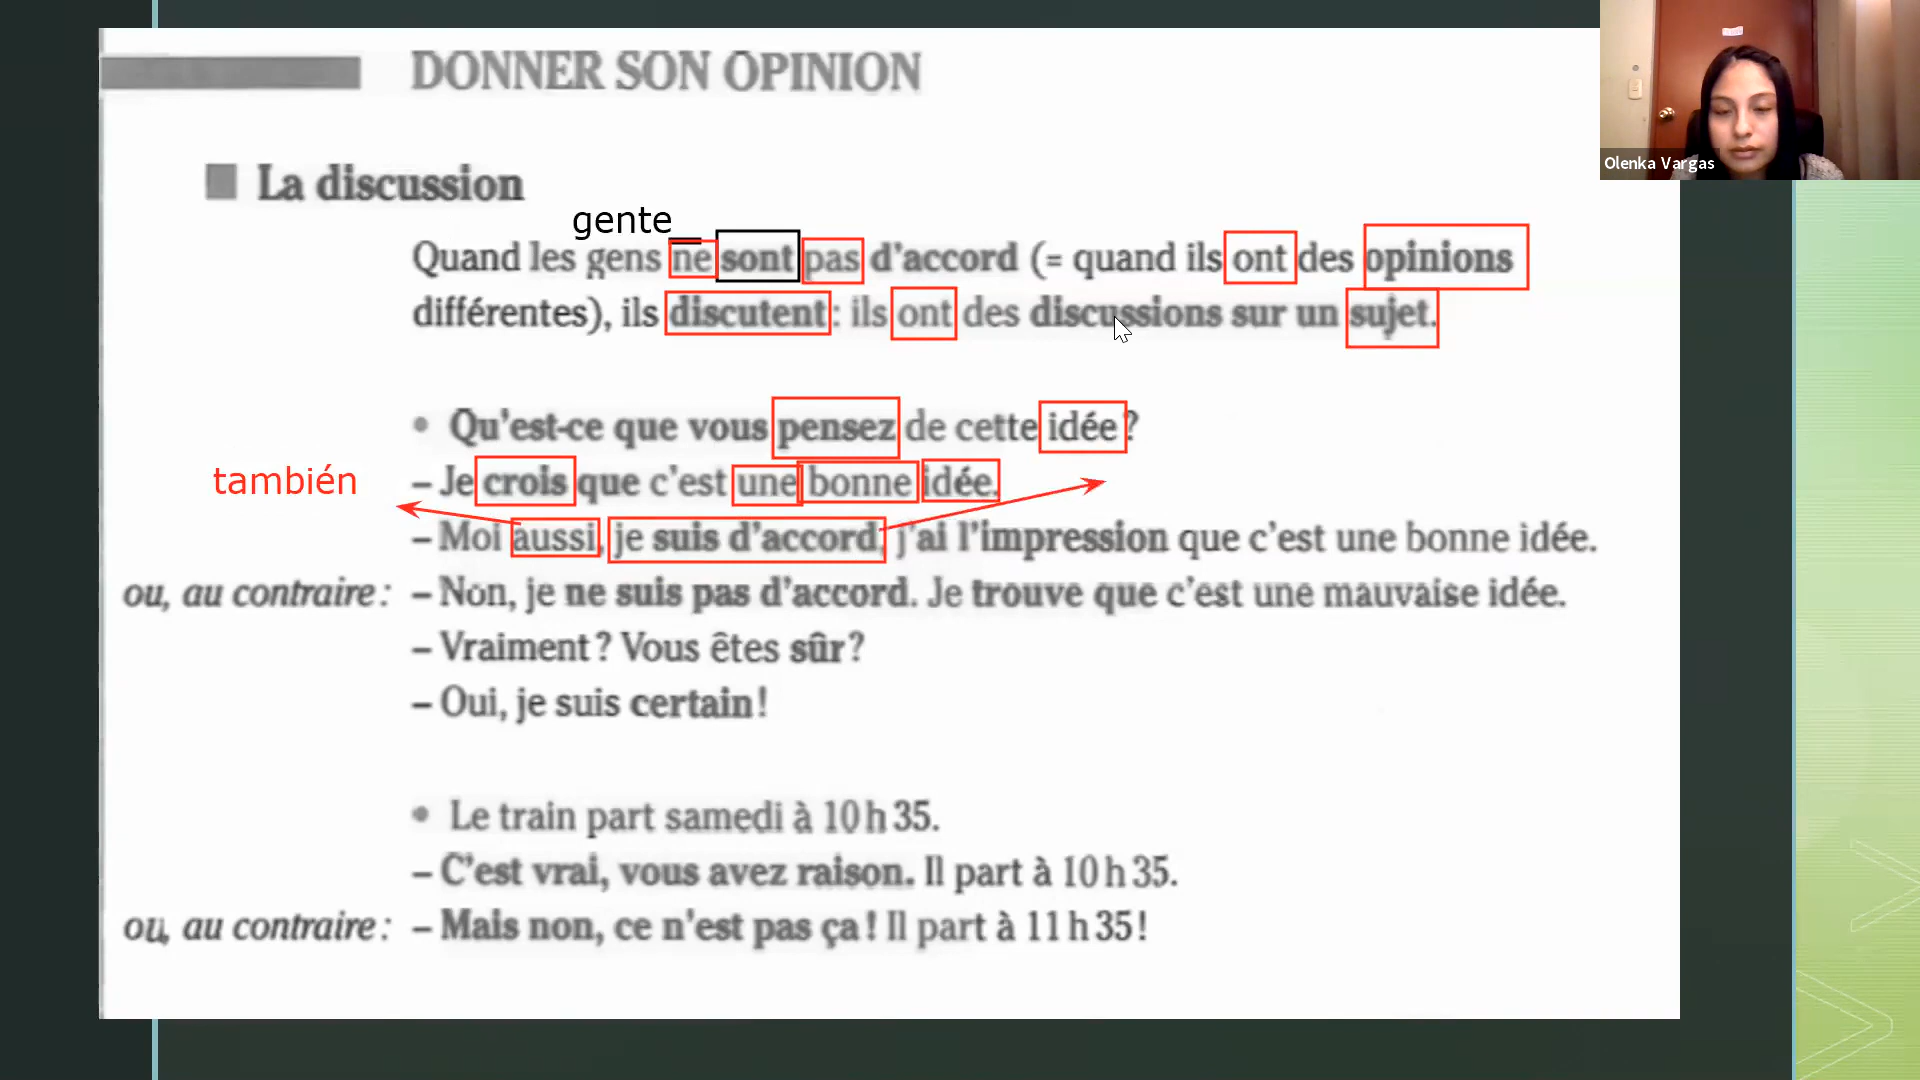 DONNER SON OPINION
Olenka Vargas
La discussion
gente
Quand les gens ne sont pas d'accord (= quand ils ont des opinions
différentes), ils discutent : ils ont des discussions sur un sujet.
• Qu'est-ce que vous pensez de cette idée ?
también
– Je crois que c'est une bonne idée.
– Moi aussi, je suis d'accord, j'ai l'impression que c'est une bonne idée.
ou, au contraire : – Non, je ne suis pas d'accord. Je trouve que c'est une mauvaise idée.
– Vraiment ? Vous êtes sûr ?
– Oui, je suis certain !
• Le train part samedi à 10 h 35.
– C'est vrai, vous avez raison. Il part à 10 h 35.
ou, au contraire : – Mais non, ce n'est pas ça ! Il part à 11 h 35 !